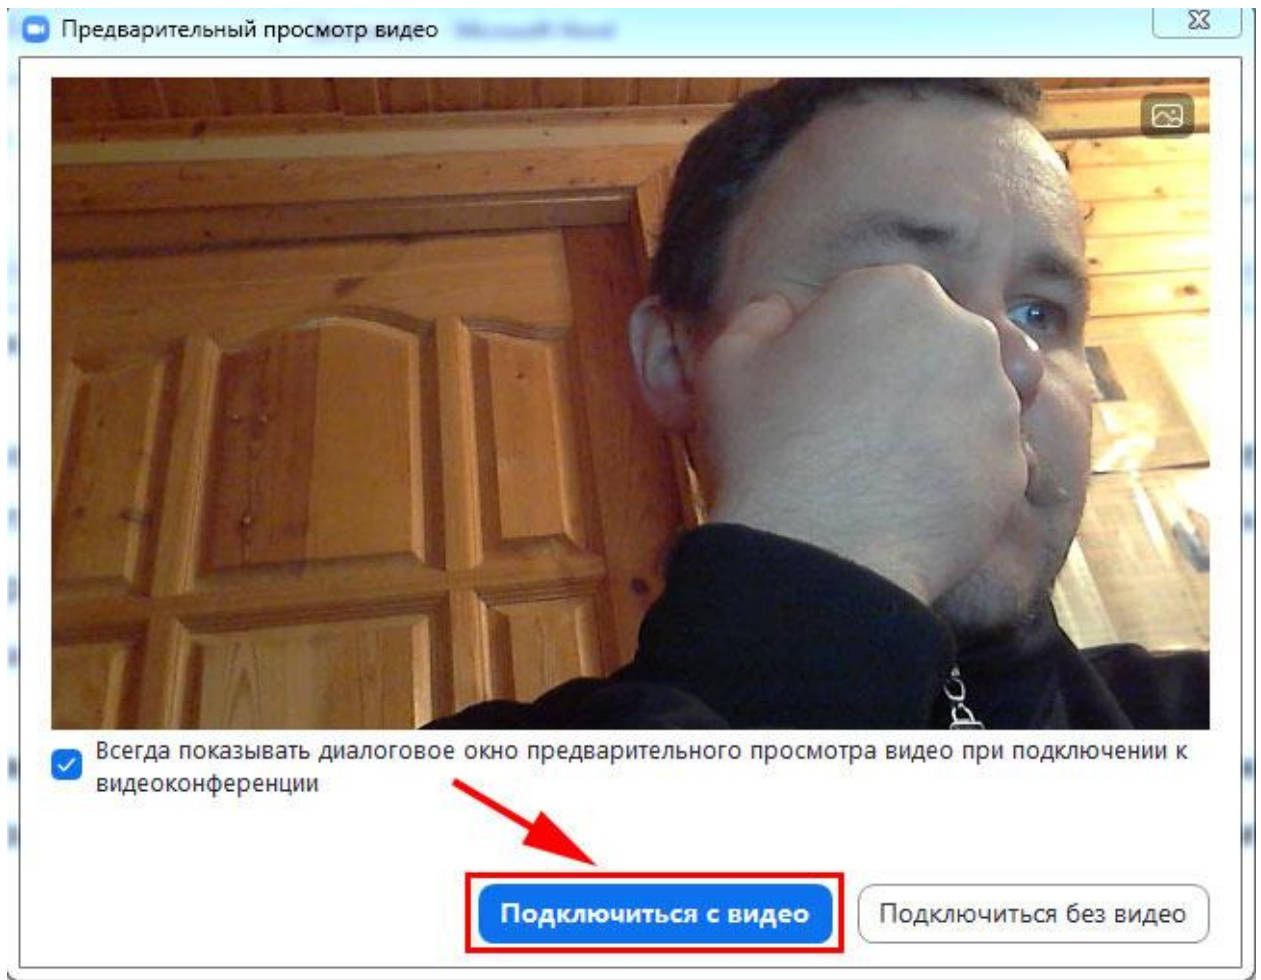 Предварительный просмотр видео
Всегда показывать диалоговое окно предварительного просмотра видео при подключении к
видеоконференции
Подключиться с видео
Подключиться без видео